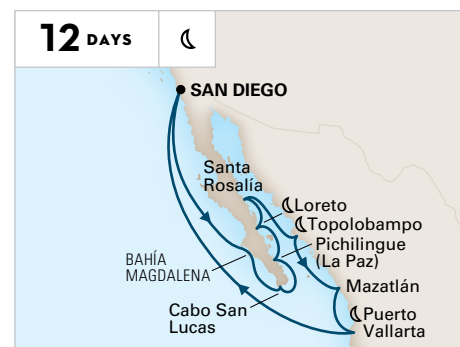 12 DAYS
SAN DIEGO
Santa
Rosalía
Loreto
Topolobampo
Pichilingue
(La Paz)
BAHÍA
MAGDALENA
Mazatlán
Cabo San
Lucas
Puerto
Vallarta